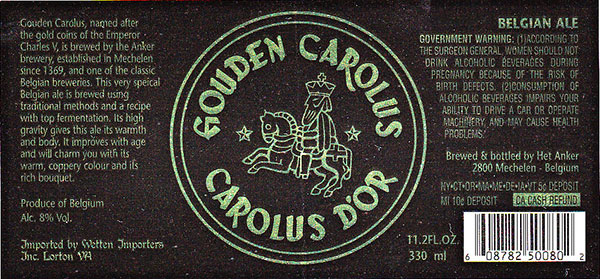 Gouden Carolus, named after
the gold coins of the Emperor
Charles V, is brewed by the Anker
brewery, established in Mechelen
since 1369, and one of the classic
Belgian breweries. This very speical
Belgian ale is brewed using
traditional methods and a recipe
with top fermentation. Its high
gravity gives this ale its warmth
and body. It improves with age
and will charm you with its
warm, coppery colour and its
rich bouquet.
Produce of Belgium
Alc. 8% Vol.
Imported by Wetten Importers
Inc. Lorton VA
GOUDEN CAROLUS
CAROLUS D'OR
BELGIAN ALE
GOVERNMENT WARNING: (1)ACCORDING TO
THE SURGEON GENERAL, WOMEN SHOULD NOT
DRINK ALCOHOLIC BEVERAGES DURING
PREGNANCY BECAUSE OF THE RISK OF
BIRTH DEFECTS. (2)CONSUMPTION OF
ALCOHOLIC BEVERAGES IMPAIRS YOUR
ABILITY TO DRIVE A CAR OR OPERATE
MACHINERY, AND MAY CAUSE HEALTH
PROBLEMS.
Brewed & bottled by Het Anker
2800 Mechelen - Belgium
NY•CT•OR•MA•ME•DE•IA•VT 5¢ DEPOSIT
MI 10¢ DEPOSIT CA CASH REFUND
11.2FL.OZ.
330 ml
6 08782 50080 2